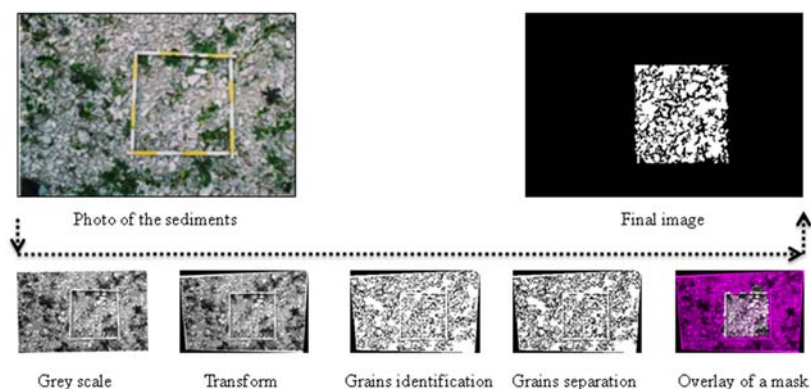 Photo of the sediments
Final image
Grey scale
Transform
Grains identification
Grains separation
Overlay of a mask